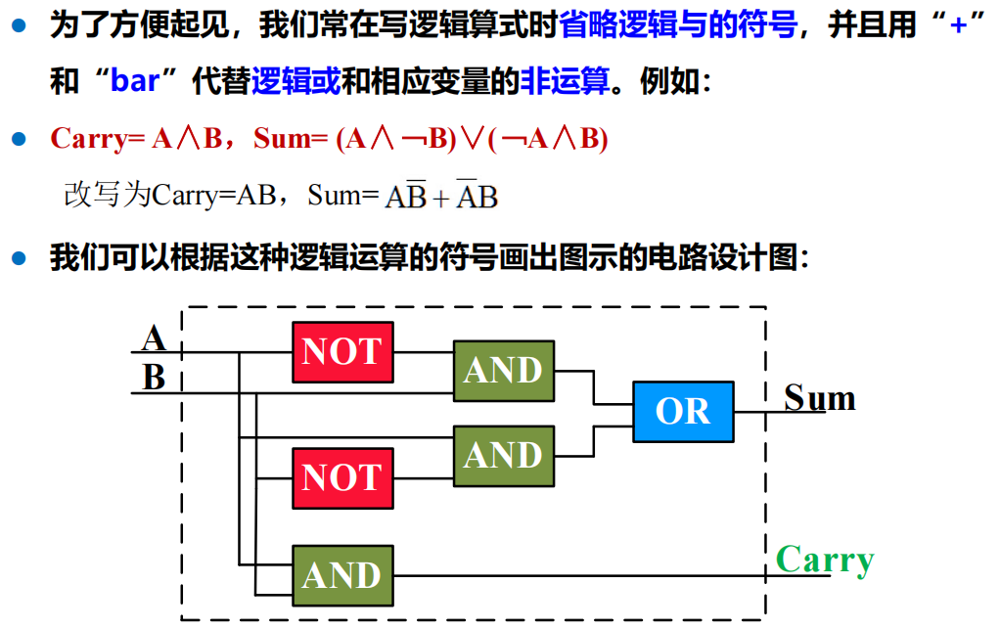 为了方便起见，我们常在写逻辑算式时省略逻辑与的符号，并且用“+”
和“bar”代替逻辑或和相应变量的非运算。例如：
Carry= A∧B，Sum= (A∧¬B)∨(¬A∧B)
改写为Carry=AB，Sum= AB̅ + A̅B
我们可以根据这种逻辑运算的符号画出图示的电路设计图：
A
NOT
AND
B
OR
Sum
AND
NOT
AND
Carry